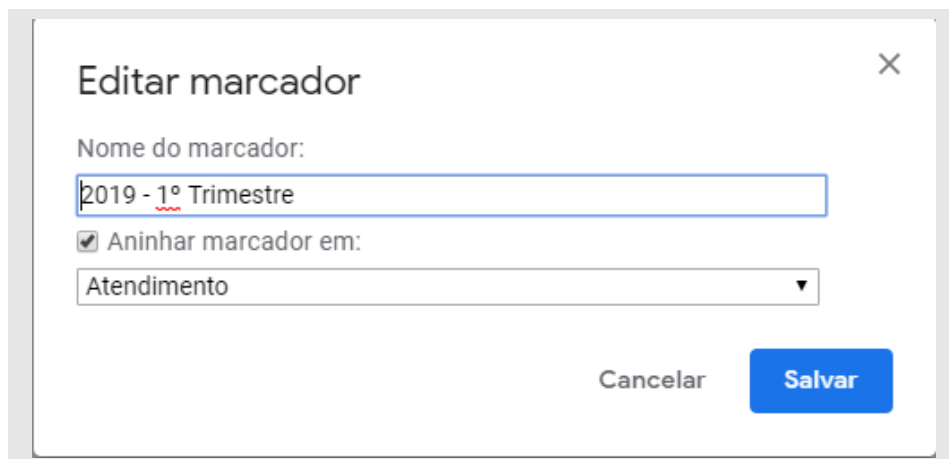 Editar marcador
Nome do marcador:
2019 - 1º Trimestre
Aninhar marcador em:
Atendimento
Cancelar Salvar